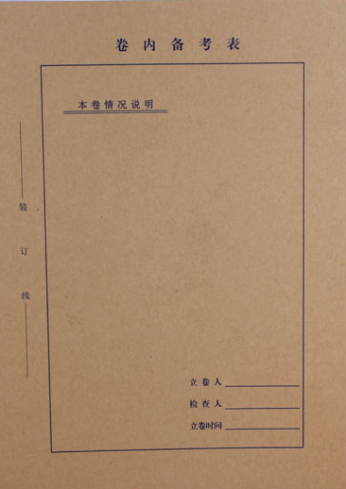 卷内备考表
本卷情况说明
装订线
立卷人
检查人
立卷时间